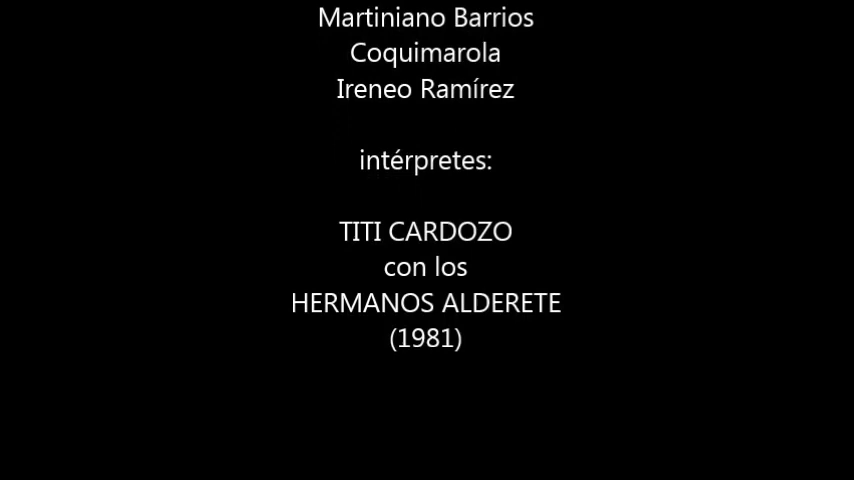 Martiniano Barrios
Coquimarola
Ireneo Ramírez
intérpretes:
TITI CARDOZO
con los
HERMANOS ALDERETE
(1981)